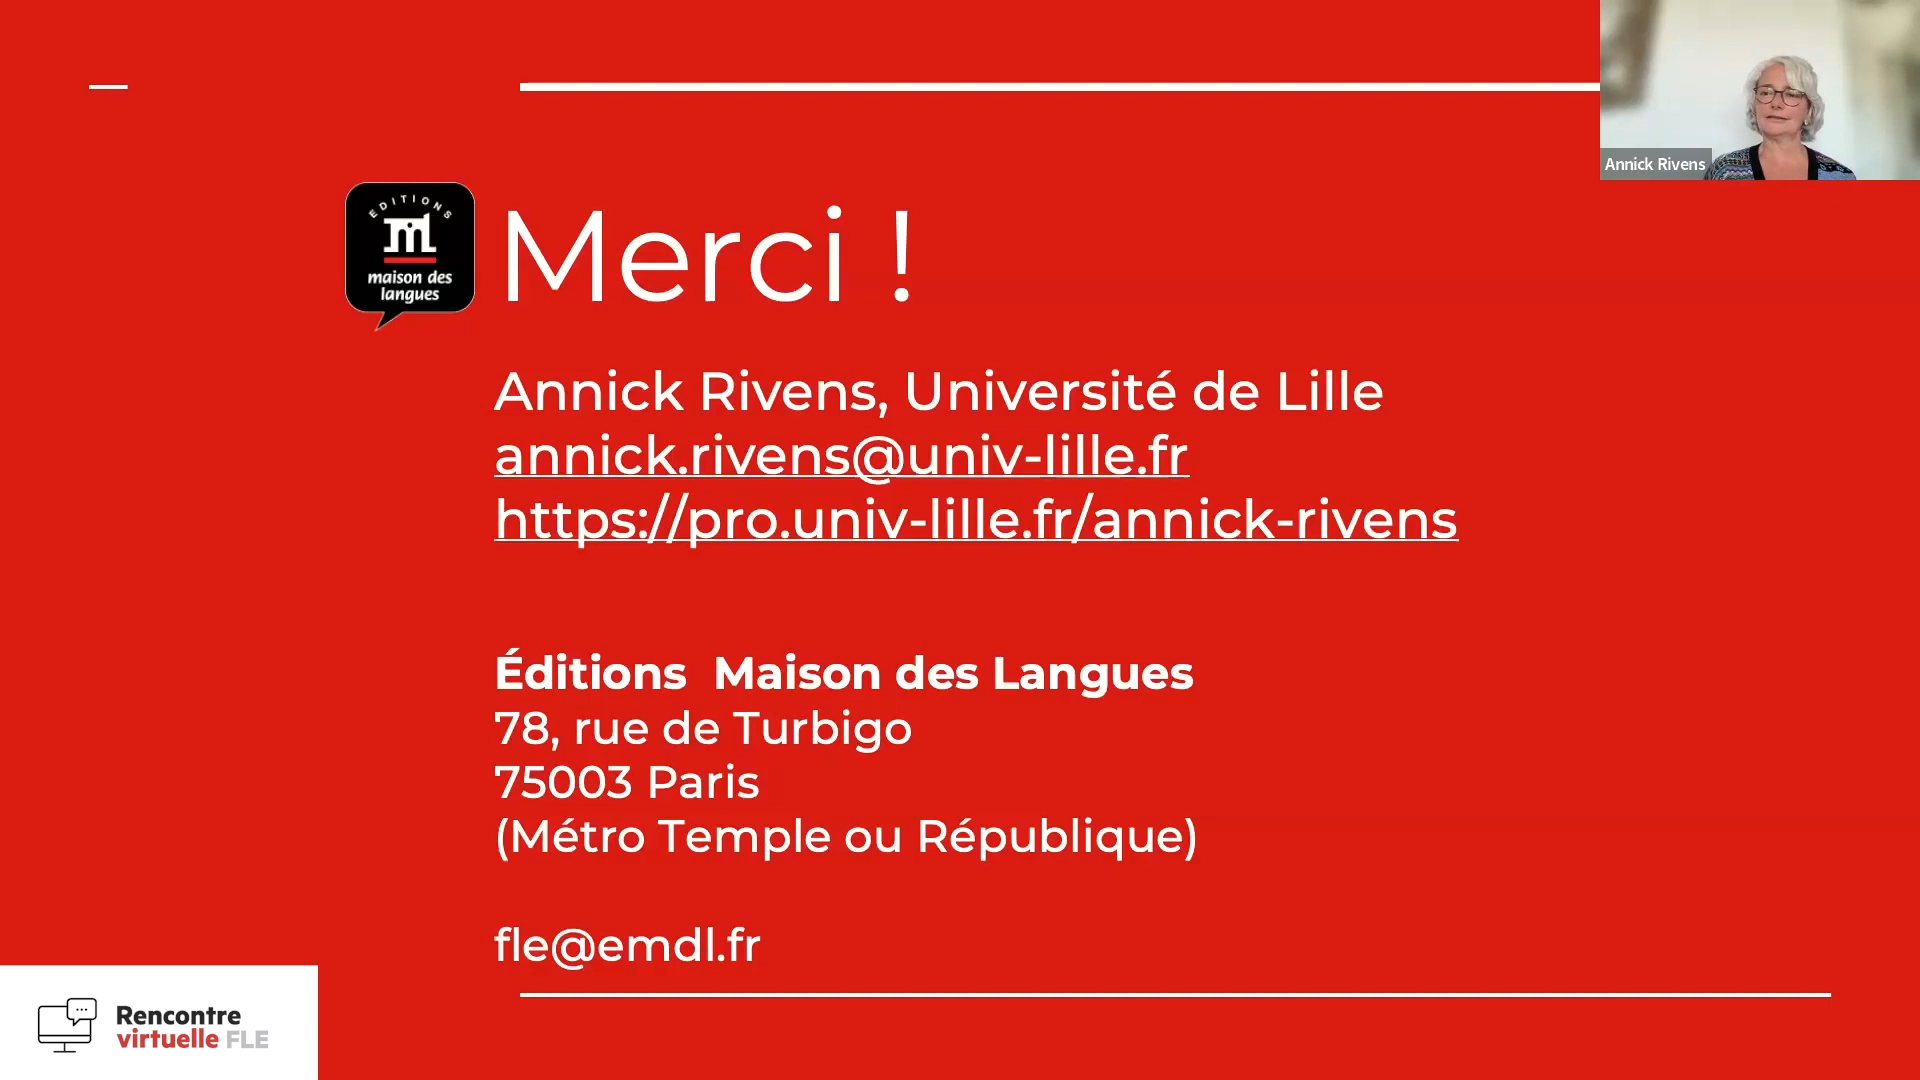 Annick Rivens
EDITIONS
maison des
langues
Merci !
Annick Rivens, Université de Lille
annick.rivens@univ-lille.fr
https://pro.univ-lille.fr/annick-rivens
Éditions  Maison des Langues
78, rue de Turbigo
75003 Paris
(Métro Temple ou République)
fle@emdl.fr
Rencontre
virtuelle FLE